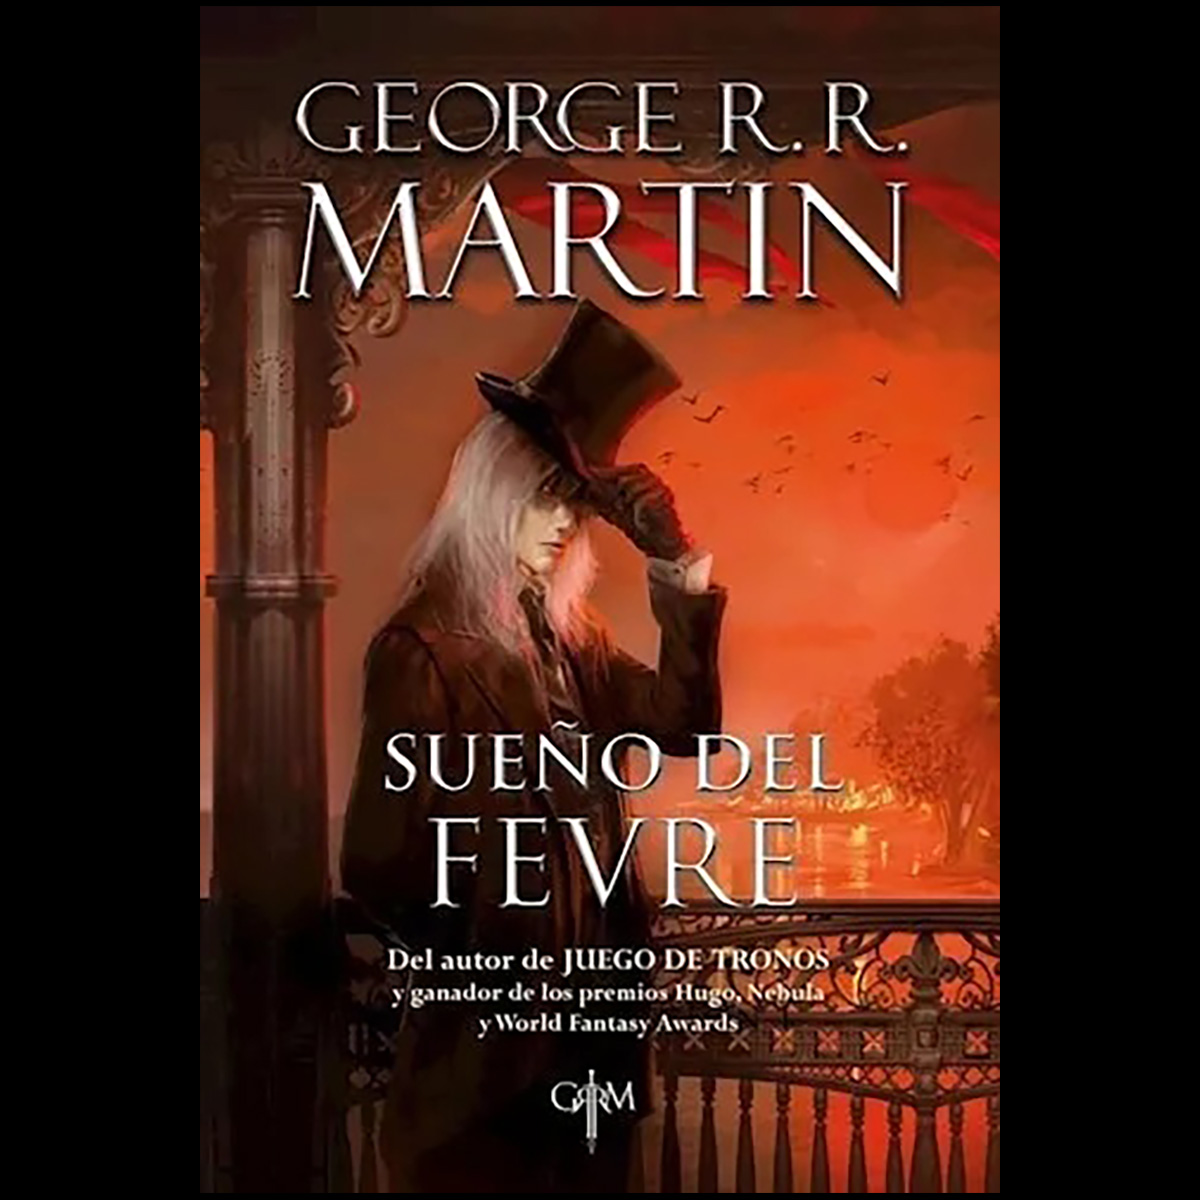 GEORGE R. R.
MARTIN
SUEÑO DEL
FEVRE
Del autor de JUEGO DE TRONOS
y ganador de los premios Hugo, Nebula
y World Fantasy Awards
GRRM